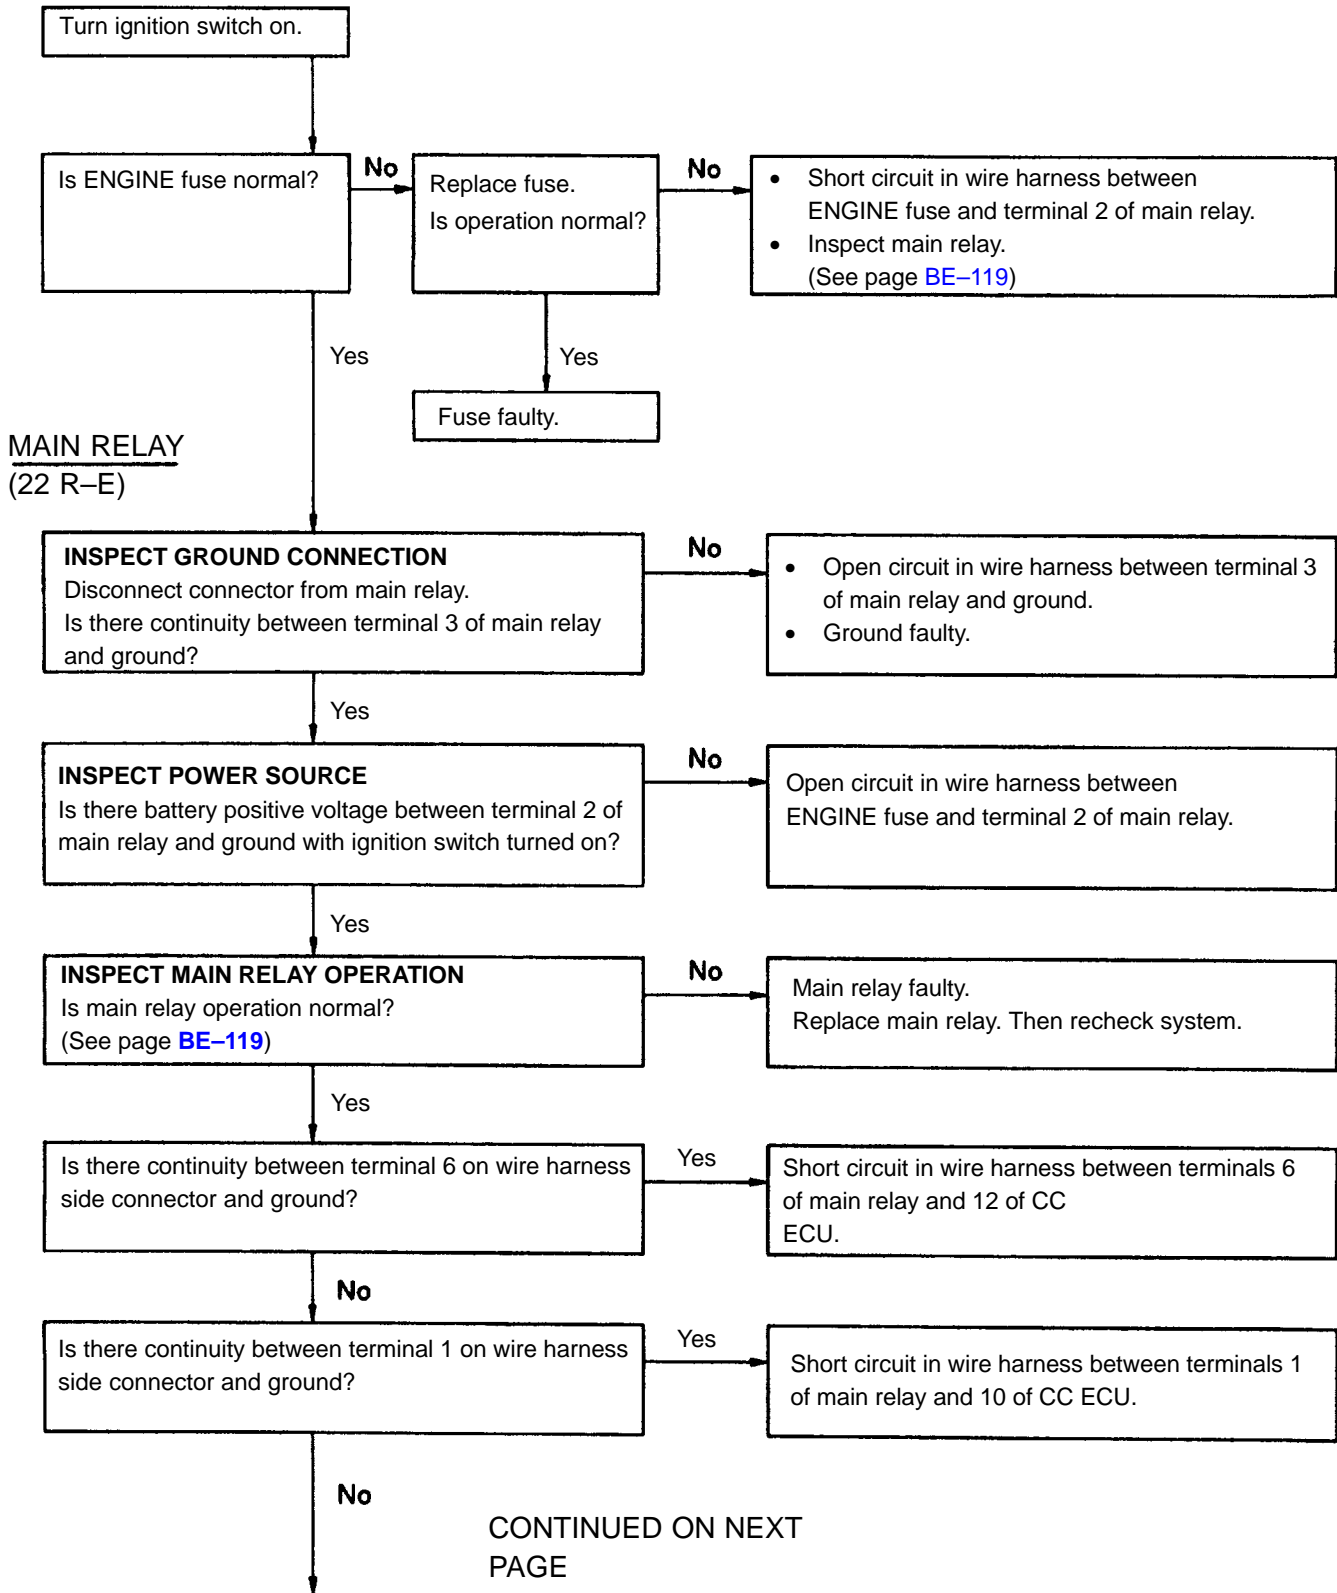 Turn ignition switch on.
Is ENGINE fuse normal?
No
Replace fuse.
Is operation normal?
No
• Short circuit in wire harness between
ENGINE fuse and terminal 2 of main relay.
• Inspect main relay.
(See page BE–119)
Yes
Yes
Fuse faulty.
MAIN RELAY
(22 R–E)
INSPECT GROUND CONNECTION
Disconnect connector from main relay.
Is there continuity between terminal 3 of main relay
and ground?
No
• Open circuit in wire harness between terminal 3
of main relay and ground.
• Ground faulty.
Yes
INSPECT POWER SOURCE
Is there battery positive voltage between terminal 2 of
main relay and ground with ignition switch turned on?
No
Open circuit in wire harness between
ENGINE fuse and terminal 2 of main relay.
Yes
INSPECT MAIN RELAY OPERATION
Is main relay operation normal?
(See page BE–119)
No
Main relay faulty.
Replace main relay. Then recheck system.
Yes
Is there continuity between terminal 6 on wire harness
side connector and ground?
Yes
Short circuit in wire harness between terminals 6
of main relay and 12 of CC
ECU.
No
Is there continuity between terminal 1 on wire harness
side connector and ground?
Yes
Short circuit in wire harness between terminals 1
of main relay and 10 of CC ECU.
No
CONTINUED ON NEXT
PAGE